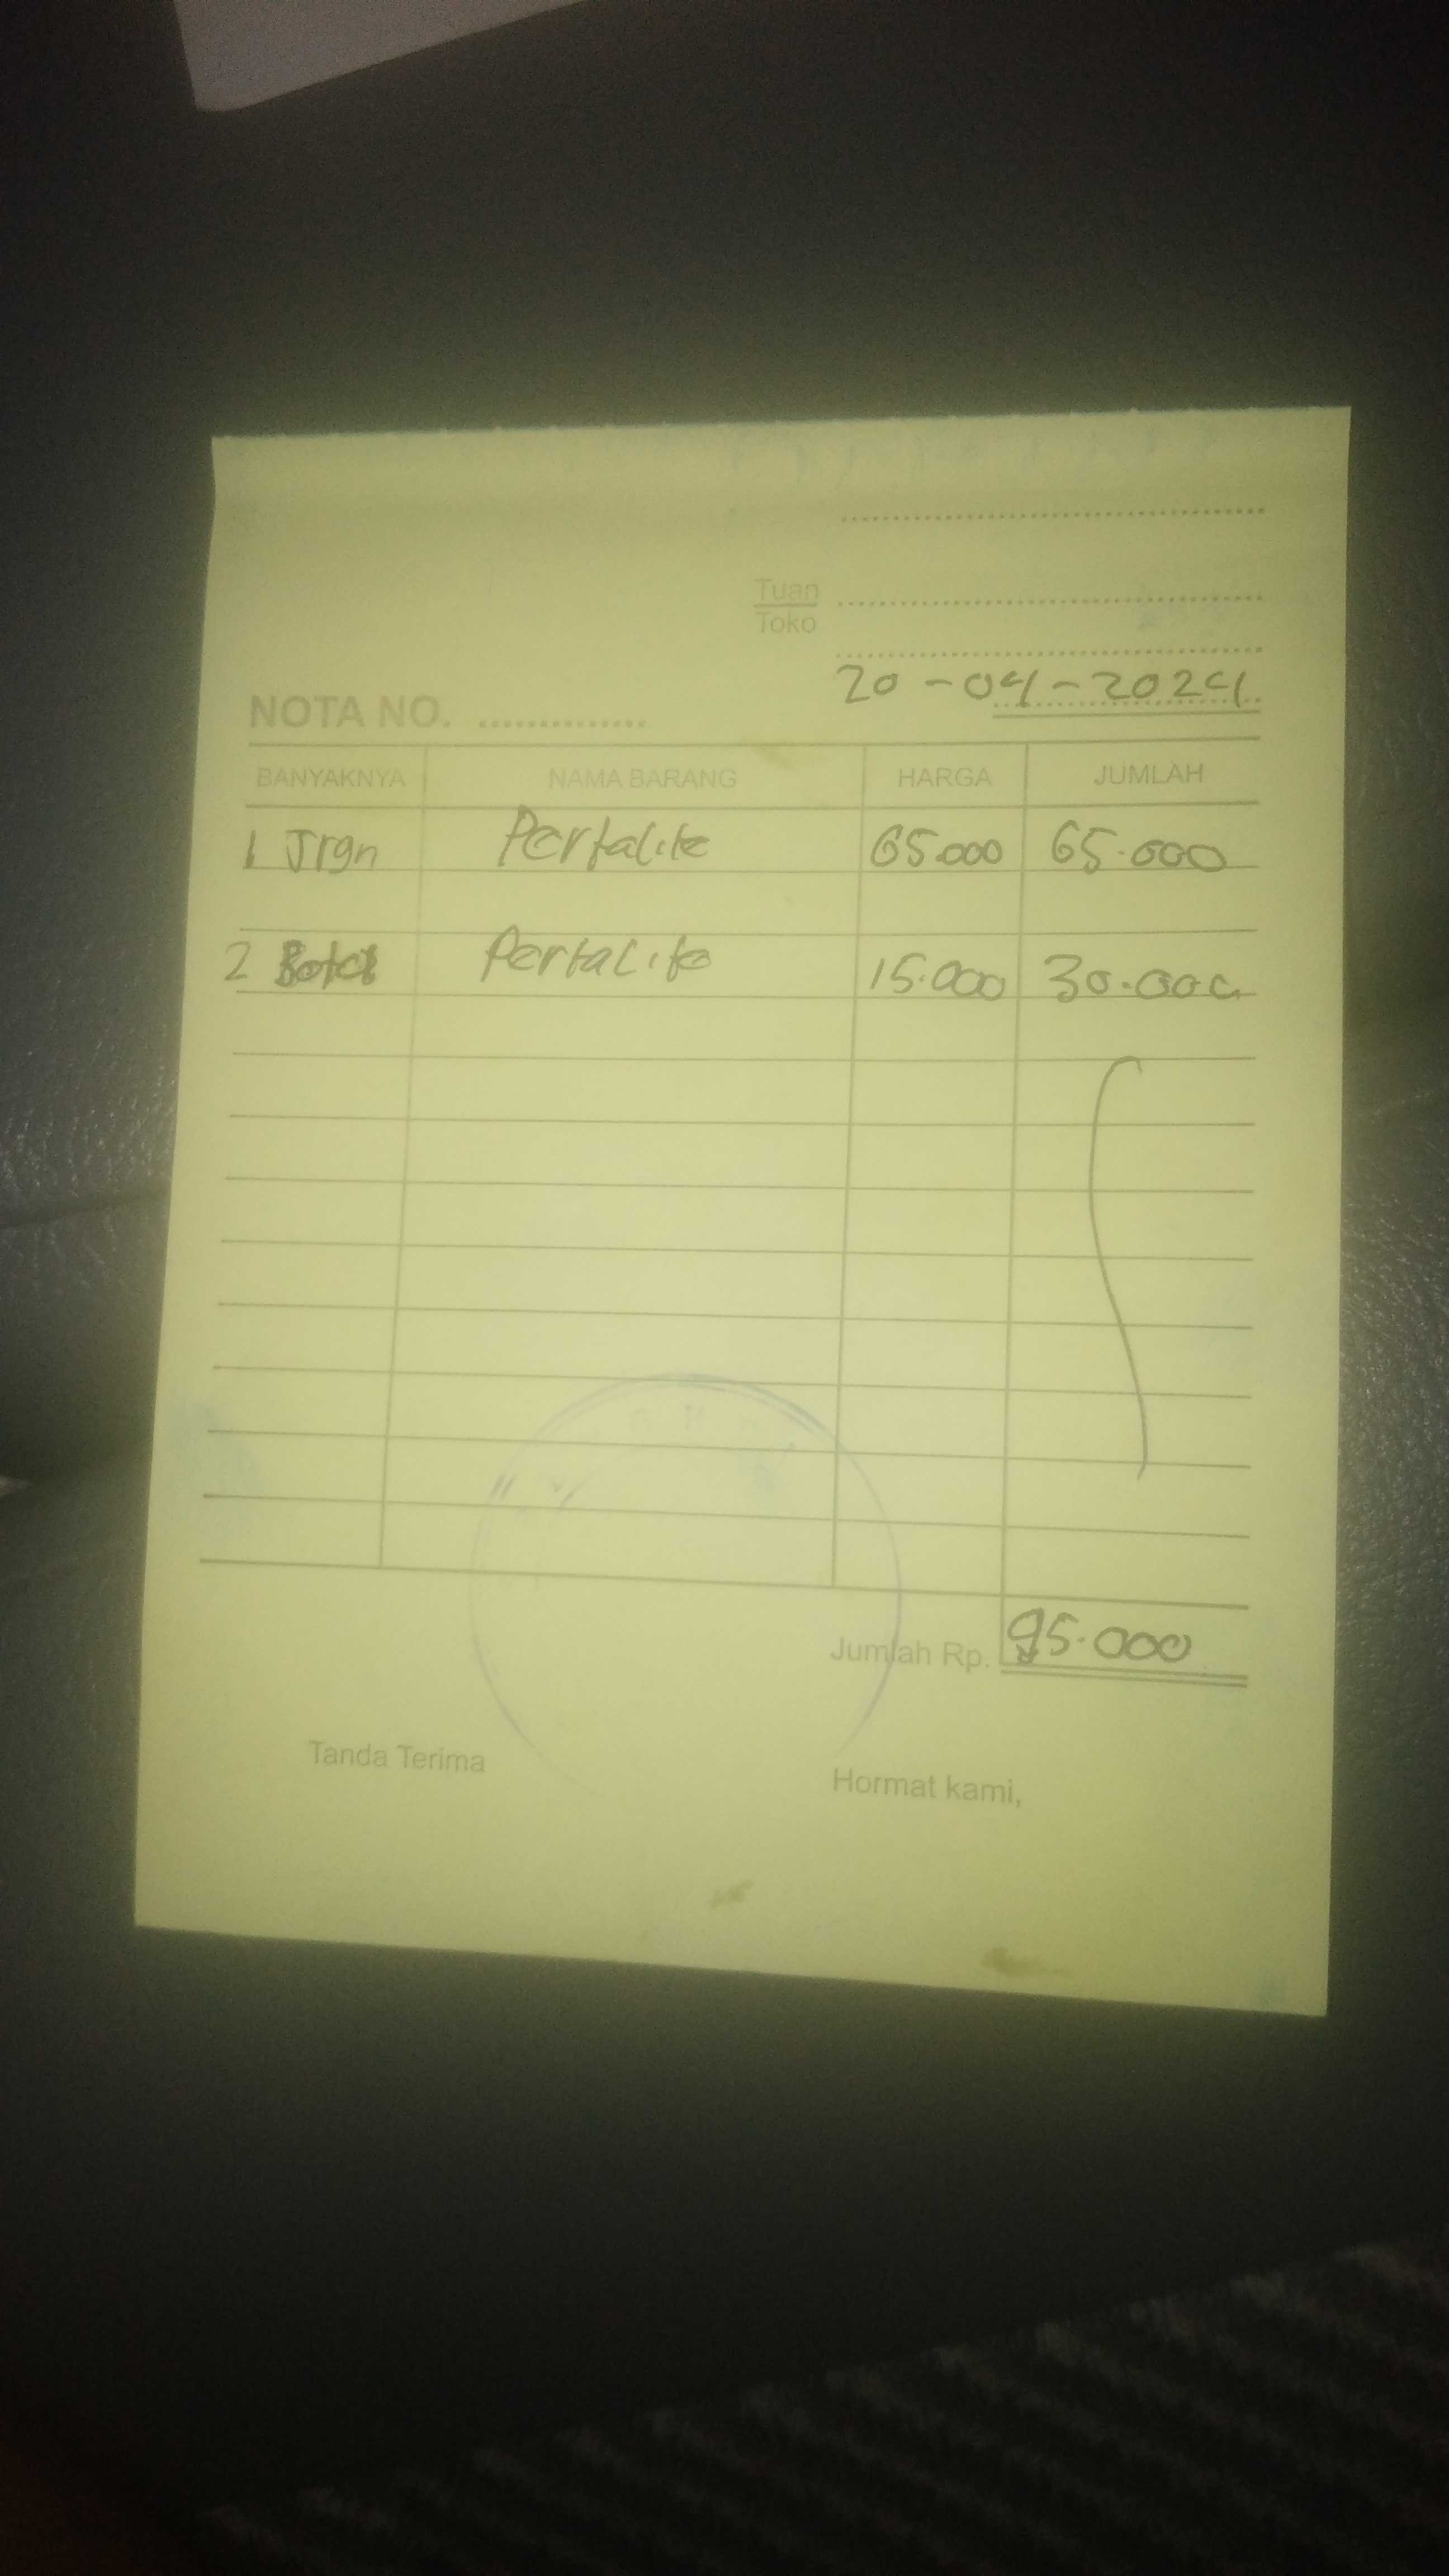 Tuan
Toko
20-04-2024
NOTA NO. ...............
BANYAKNYA NAMA BARANG HARGA JUMLAH
1 Jrgn Pertalite 65.000 65.000
2 Botol Pertalite 15.000 30.000
Jumlah Rp. 95.000
Tanda Terima Hormat kami,